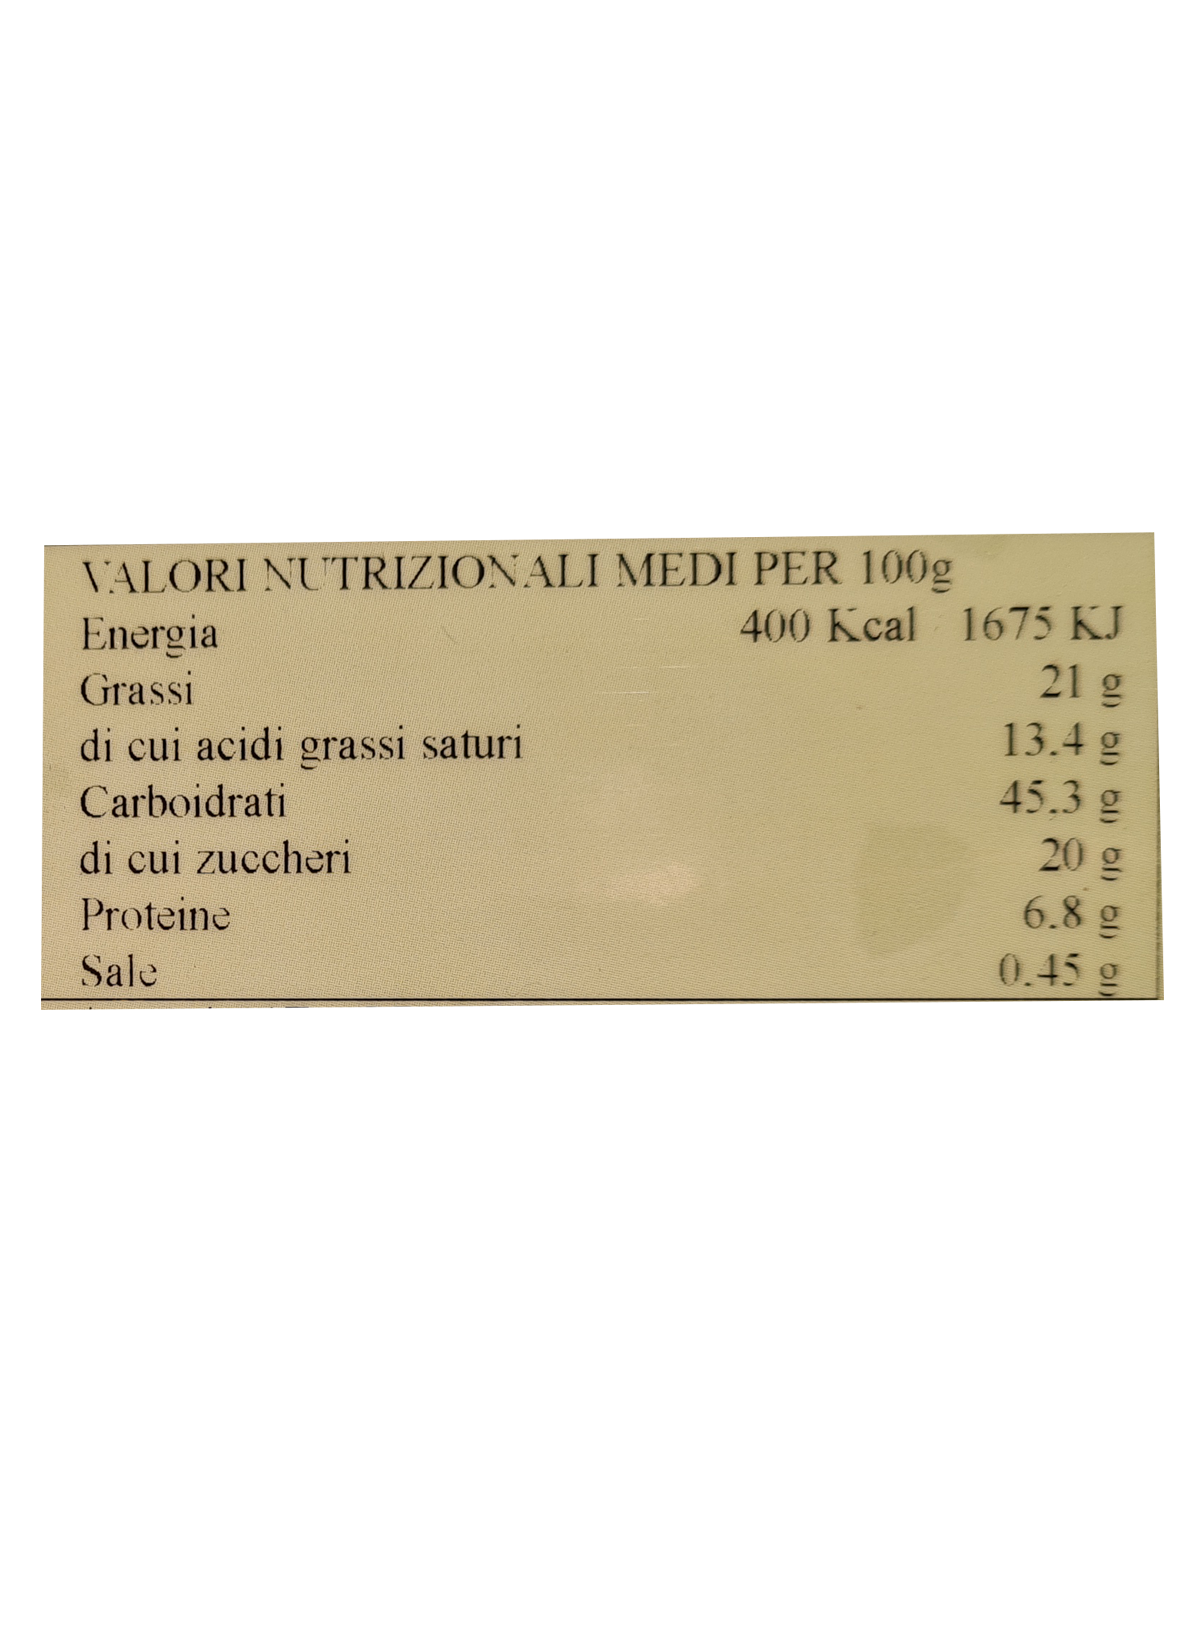 VALORI NUTRIZIONALI MEDI PER 100g
Energia 400 Kcal 1675 KJ
Grassi 21 g
di cui acidi grassi saturi 13.4 g
Carboidrati 45.3 g
di cui zuccheri 20 g
Proteine 6.8 g
Sale 0.45 g